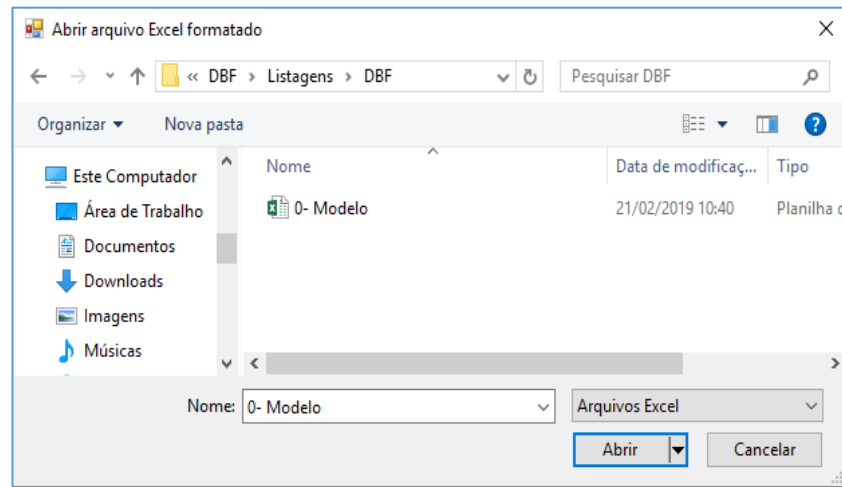 Abrir arquivo Excel formatado
« DBF > Listagens > DBF
Pesquisar DBF
Organizar
Nova pasta
?
Nome
Data de modificaç...
Tipo
Este Computador
Área de Trabalho
Documentos
Downloads
Imagens
Músicas
0- Modelo
21/02/2019 10:40
Planilha
Nome:
0- Modelo
Arquivos Excel
Abrir
Cancelar